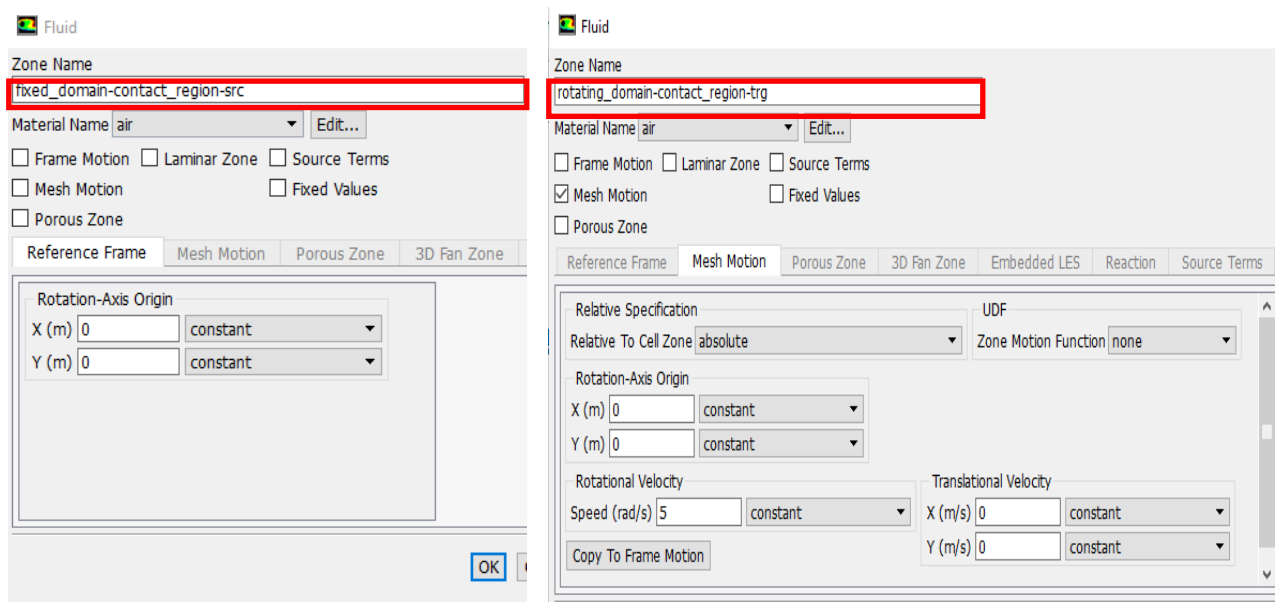 Fluid
Zone Name
fixed_domain-contact_region-src
Material Name air Edit...
Frame Motion Laminar Zone Source Terms
Mesh Motion Fixed Values
Porous Zone
Reference Frame Mesh Motion Porous Zone 3D Fan Zone
Rotation-Axis Origin
X (m) 0 constant
Y (m) 0 constant
OK
Fluid
Zone Name
rotating_domain-contact_region-trg
Material Name air Edit...
Frame Motion Laminar Zone Source Terms
Mesh Motion Fixed Values
Porous Zone
Reference Frame Mesh Motion Porous Zone 3D Fan Zone Embedded LES Reaction Source Terms
Relative Specification UDF
Relative To Cell Zone absolute Zone Motion Function none
Rotation-Axis Origin
X (m) 0 constant
Y (m) 0 constant
Rotational Velocity Translational Velocity
Speed (rad/s) 5 constant X (m/s) 0 constant
Copy To Frame Motion Y (m/s) 0 constant